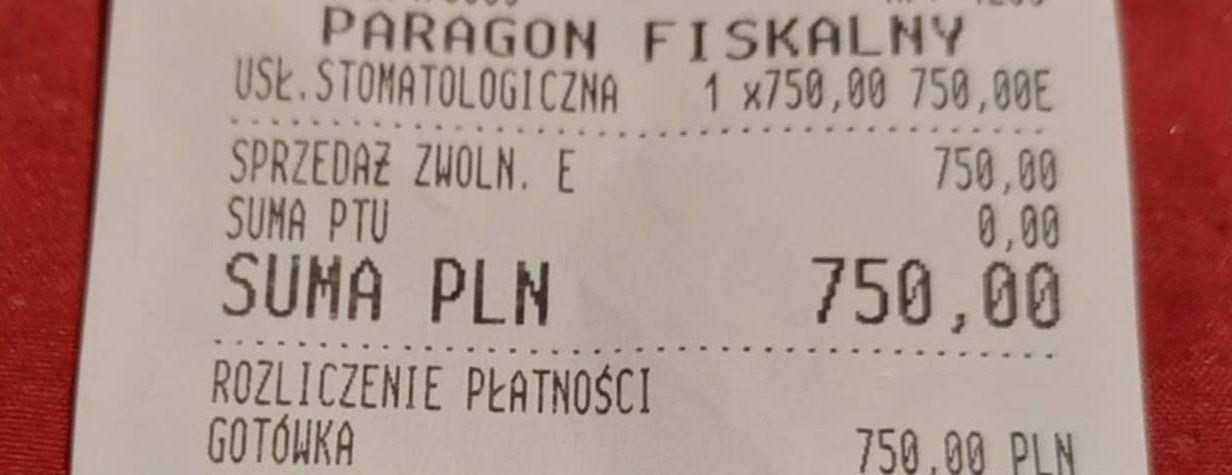 PARAGON FISKALNY
USŁ.STOMATOLOGICZNA 1 x750,00 750,00E
SPRZEDAŻ ZWOLN. E 750,00
SUMA PTU 0,00
SUMA PLN 750,00
ROZLICZENIE PŁATNOŚCI
GOTÓWKA 750,00 PLN